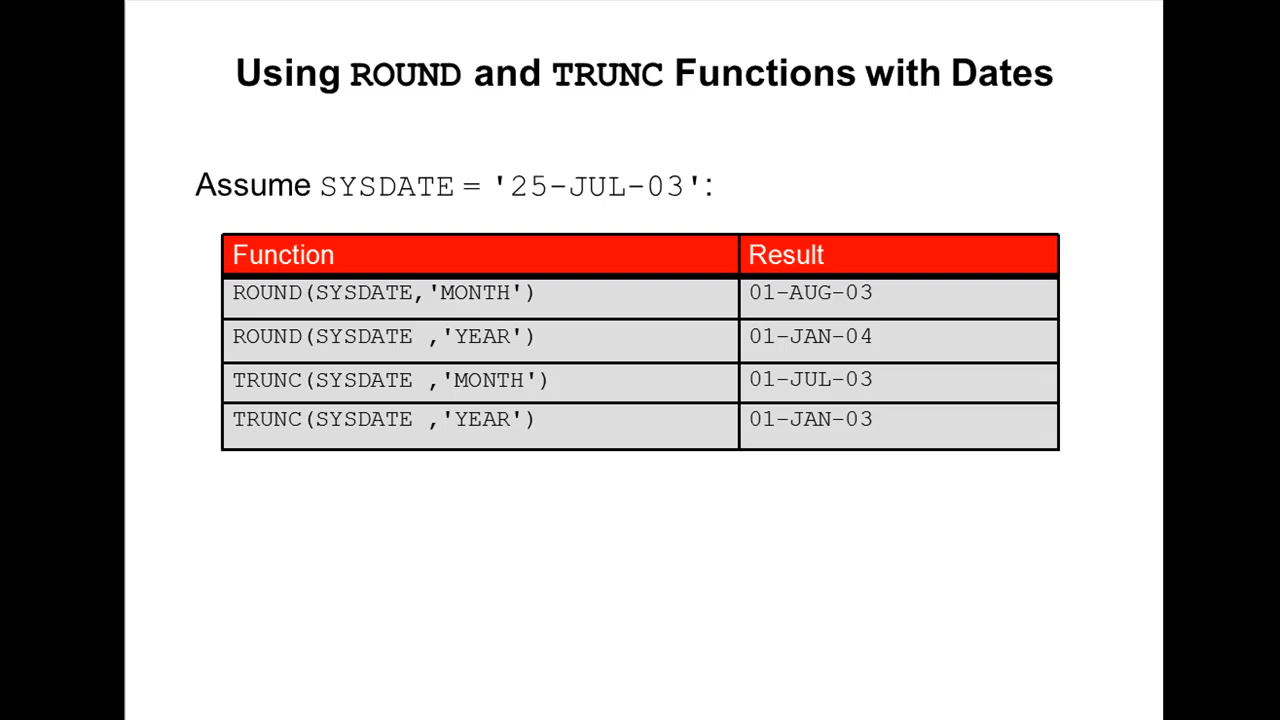 Using ROUND and TRUNC Functions with Dates
Assume SYSDATE = '25-JUL-03':
Function Result
ROUND(SYSDATE,'MONTH') 01-AUG-03
ROUND(SYSDATE ,'YEAR') 01-JAN-04
TRUNC(SYSDATE ,'MONTH') 01-JUL-03
TRUNC(SYSDATE ,'YEAR') 01-JAN-03